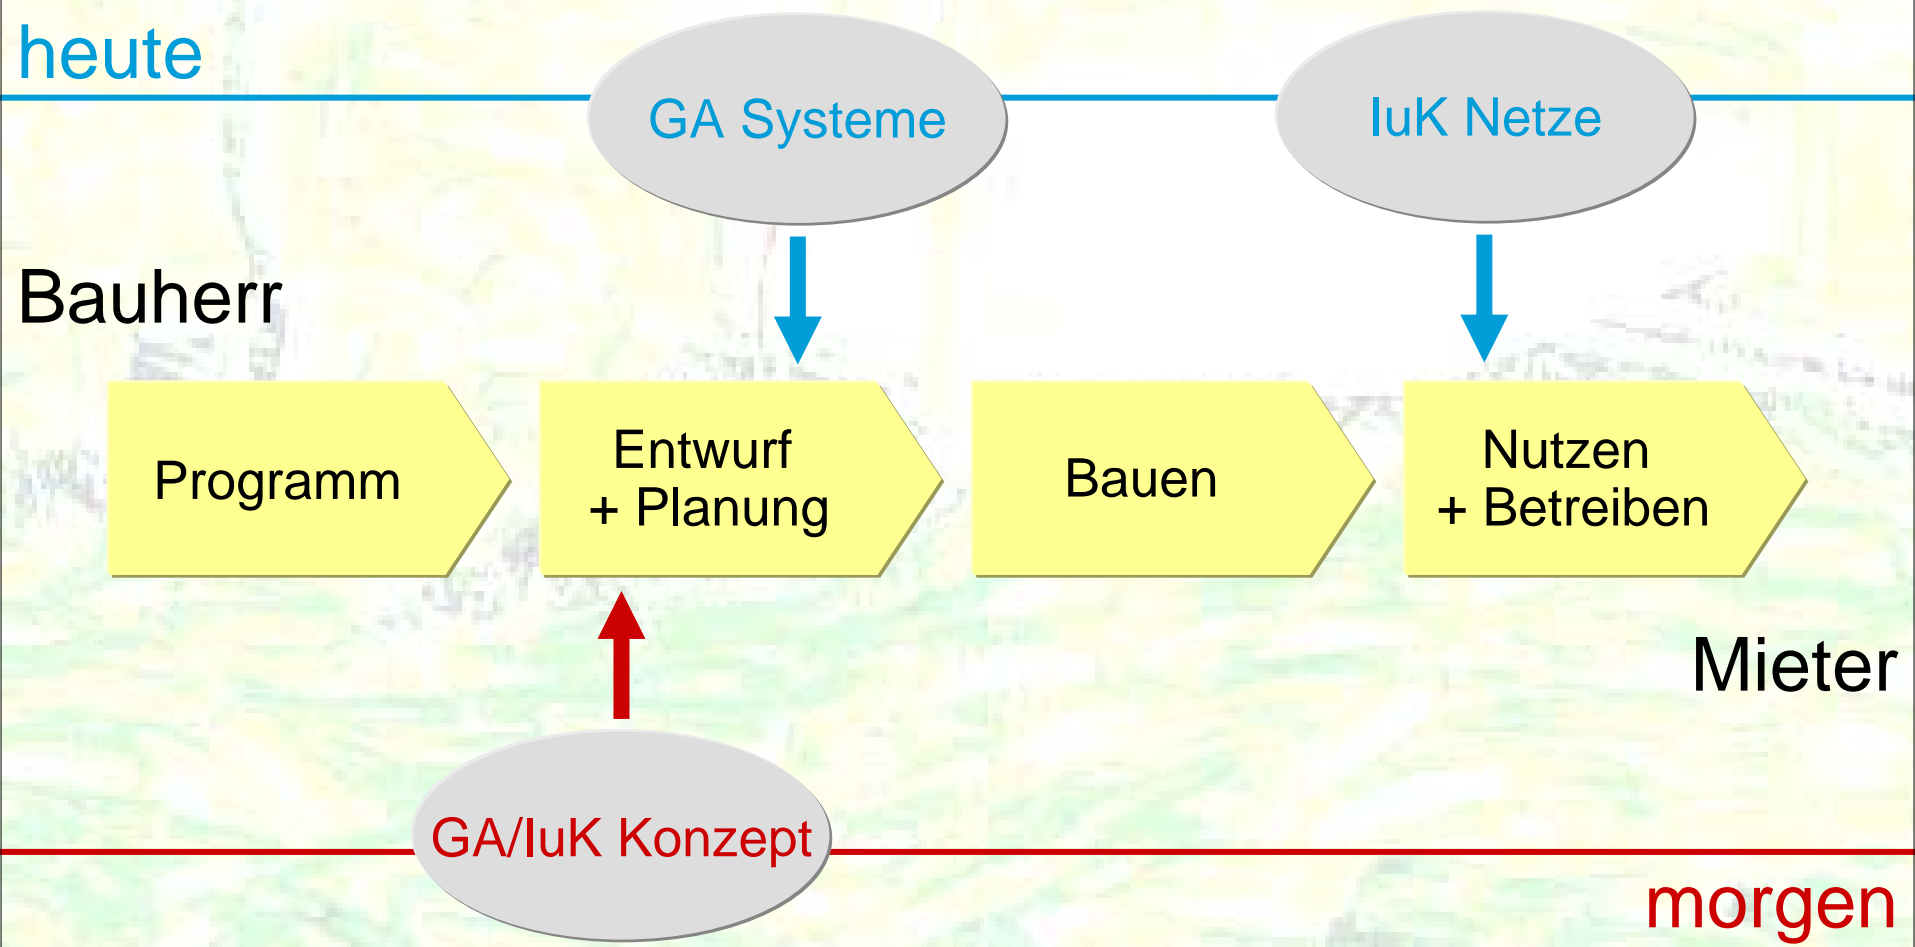 heute
GA Systeme
IuK Netze
Bauherr
Programm
Entwurf
+ Planung
Bauen
Nutzen
+ Betreiben
Mieter
GA/IuK Konzept
morgen